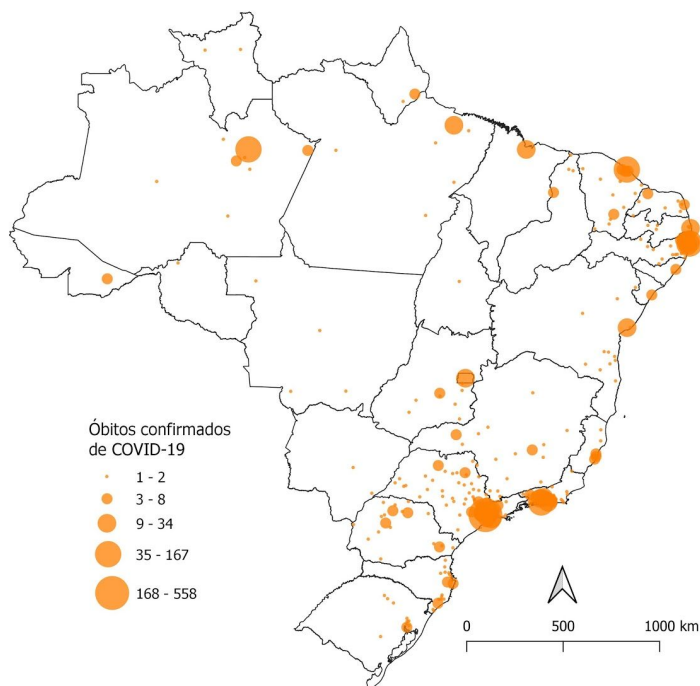 Óbitos confirmados
de COVID-19
1 - 2
3 - 8
9 - 34
35 - 167
168 - 558
0 500 1000 km